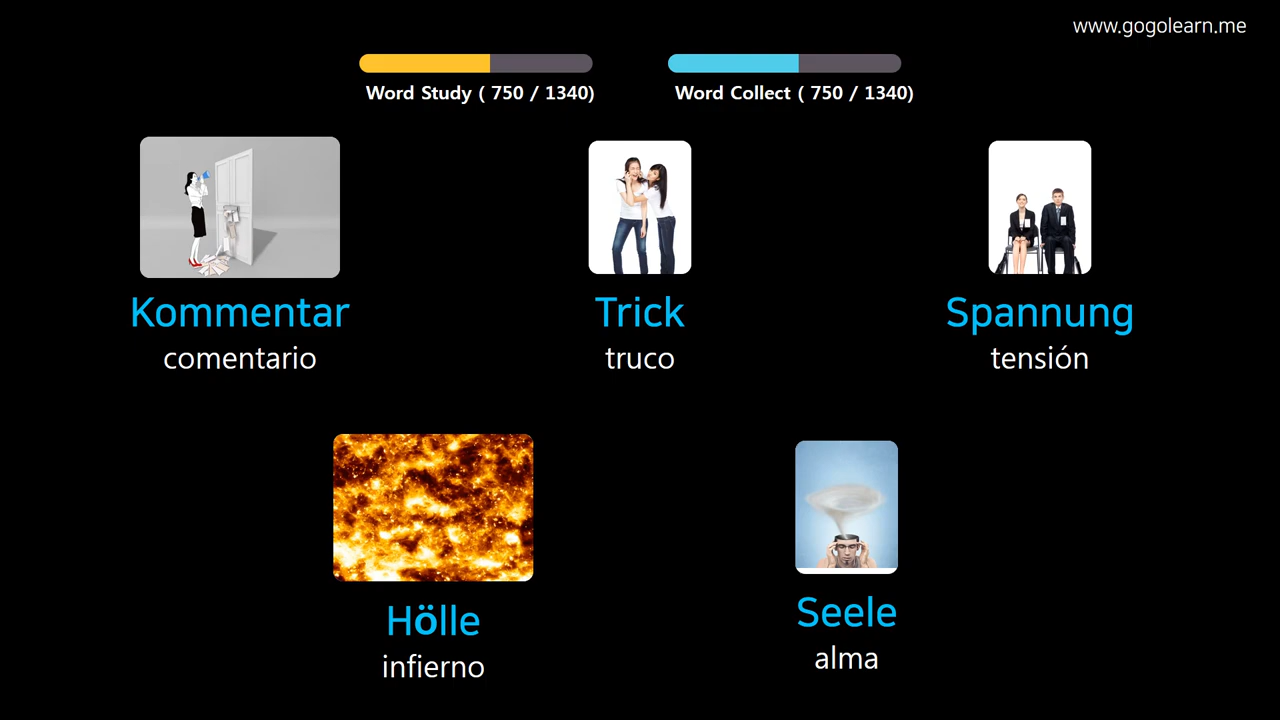 www.gogolearn.me
Word Study ( 750 / 1340)
Word Collect ( 750 / 1340)
Kommentar
comentario
Trick
truco
Spannung
tensión
Hölle
infierno
Seele
alma